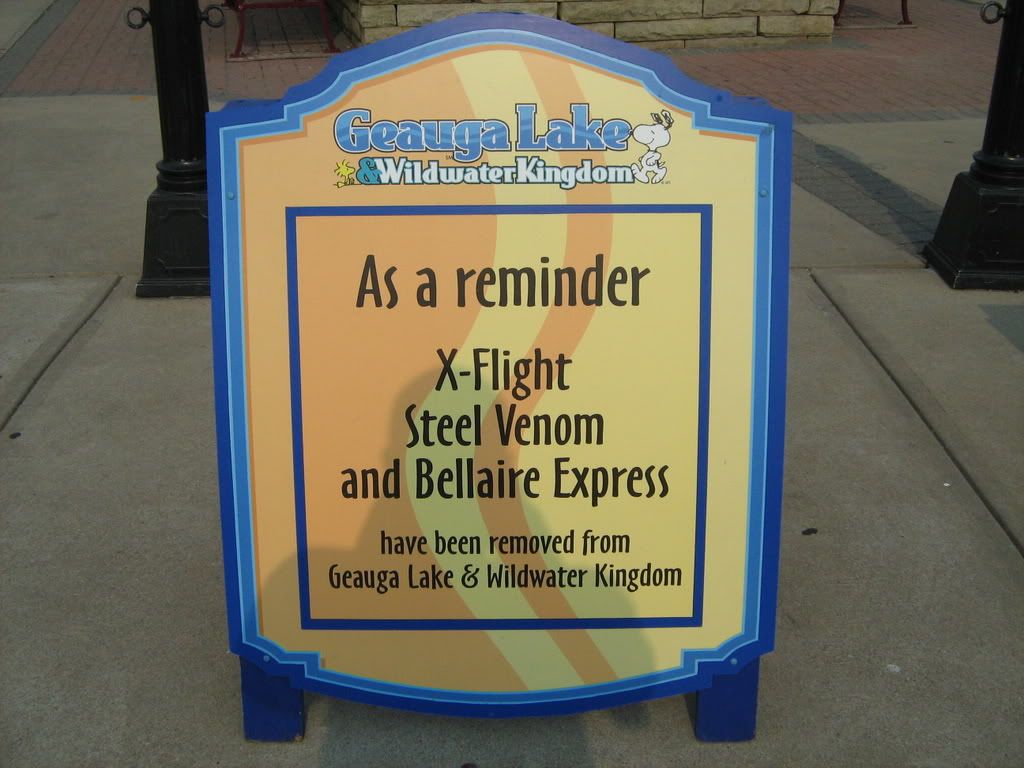 Geauga Lake
& Wildwater Kingdom
As a reminder
X-Flight
Steel Venom
and Bellaire Express
have been removed from
Geauga Lake & Wildwater Kingdom